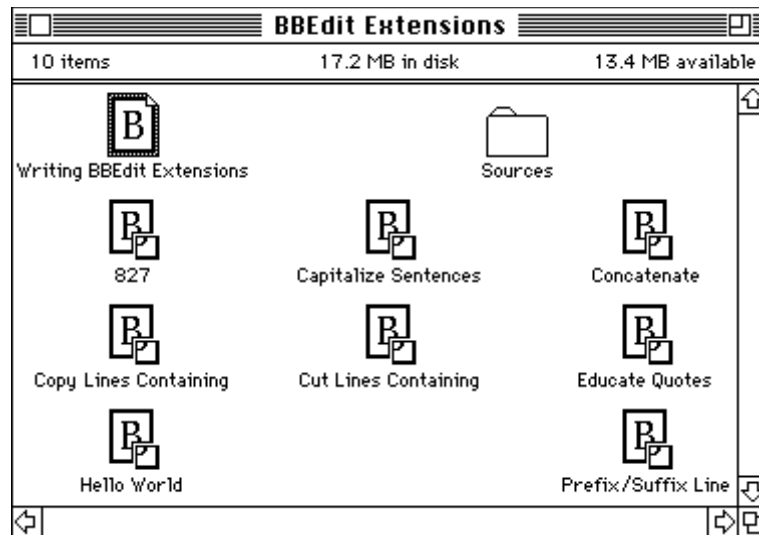 BBEdit Extensions
10 items 17.2 MB in disk 13.4 MB available
B
Writing BBEdit Extensions Sources
B B B
827 Capitalize Sentences Concatenate
B B B
Copy Lines Containing Cut Lines Containing Educate Quotes
B B
Hello World Prefix/Suffix Line